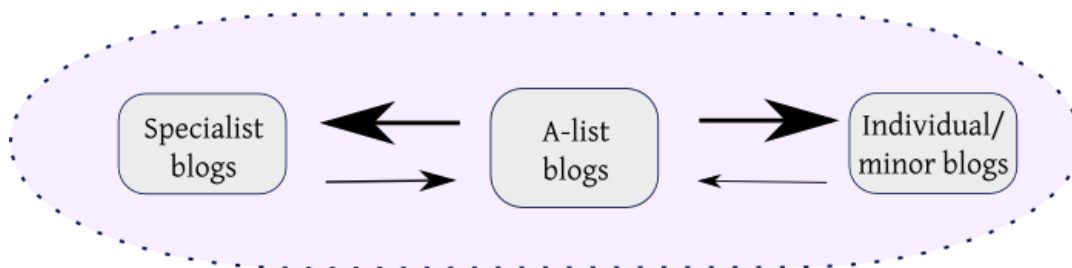 Specialist
blogs
A-list
blogs
Individual/
minor blogs